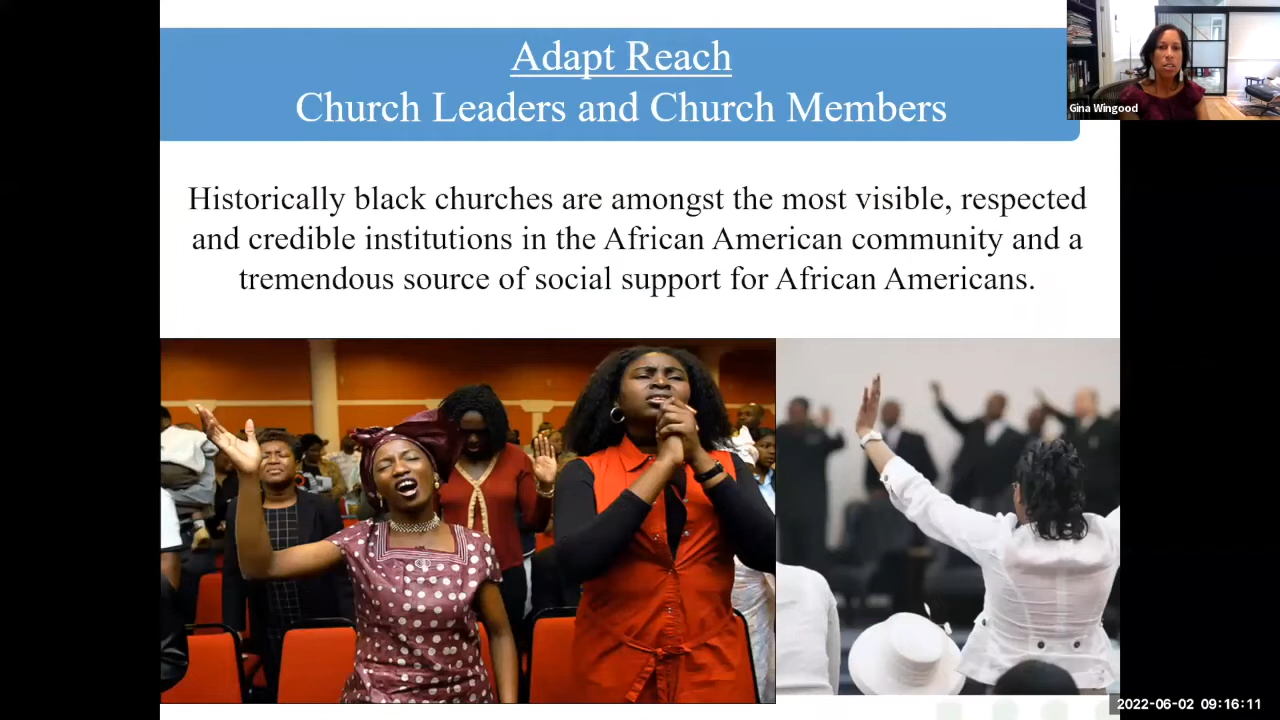 Adapt Reach
Church Leaders and Church Members
Gina Wingood
Historically black churches are amongst the most visible, respected
and credible institutions in the African American community and a
tremendous source of social support for African Americans.
2022-06-02 09:16:11